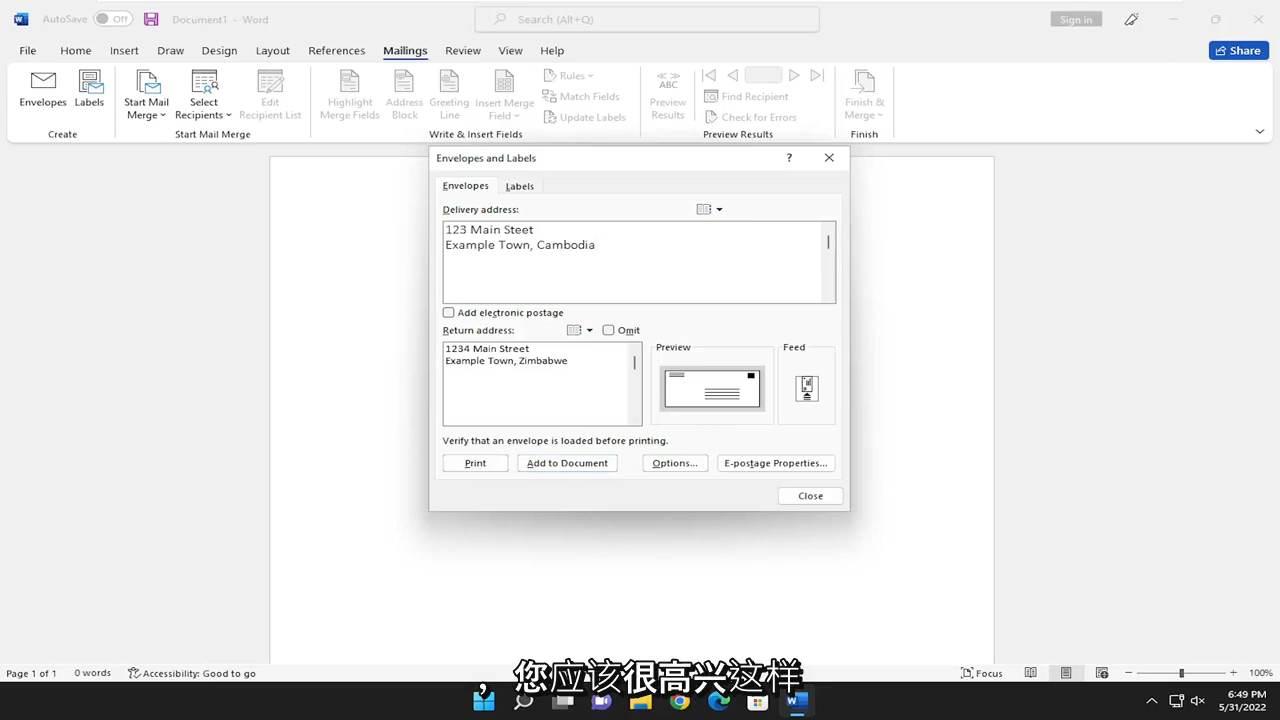 AutoSave Off Document1 - Word Search (Alt+Q) Sign in
File Home Insert Draw Design Layout References Mailings Review View Help Share
Envelopes Labels Start Mail Merge Select Recipients Edit Recipient List Highlight Merge Fields Address Block Greeting Line Insert Merge Field Rules Match Fields Update Labels ABC Preview Results Find Recipient Check for Errors Finish & Merge
Create Start Mail Merge Write & Insert Fields Preview Results Finish
Envelopes and Labels ?
Envelopes Labels
Delivery address:
123 Main Steet
Example Town, Cambodia
Add electronic postage
Return address: Omit
1234 Main Street
Example Town, Zimbabwe
Preview Feed
Verify that an envelope is loaded before printing.
Print Add to Document Options... E-postage Properties...
Close
Page 1 of 1 0 words Accessibility: Good to go Focus 100%
，您应该很高兴这样
6:49 PM
5/31/2022